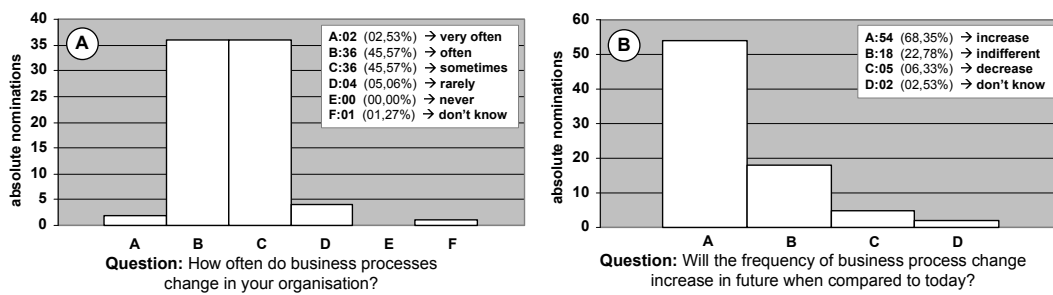 40
35
30
25
20
15
10
5
0
absolute nominations
A
A:02 (02,53%) → very often
B:36 (45,57%) → often
C:36 (45,57%) → sometimes
D:04 (05,06%) → rarely
E:00 (00,00%) → never
F:01 (01,27%) → don't know
A B C D E F
Question: How often do business processes
change in your organisation?
60
50
40
30
20
10
0
absolute nominations
B
A:54 (68,35%) → increase
B:18 (22,78%) → indifferent
C:05 (06,33%) → decrease
D:02 (02,53%) → don't know
A B C D
Question: Will the frequency of business process change
increase in future when compared to today?